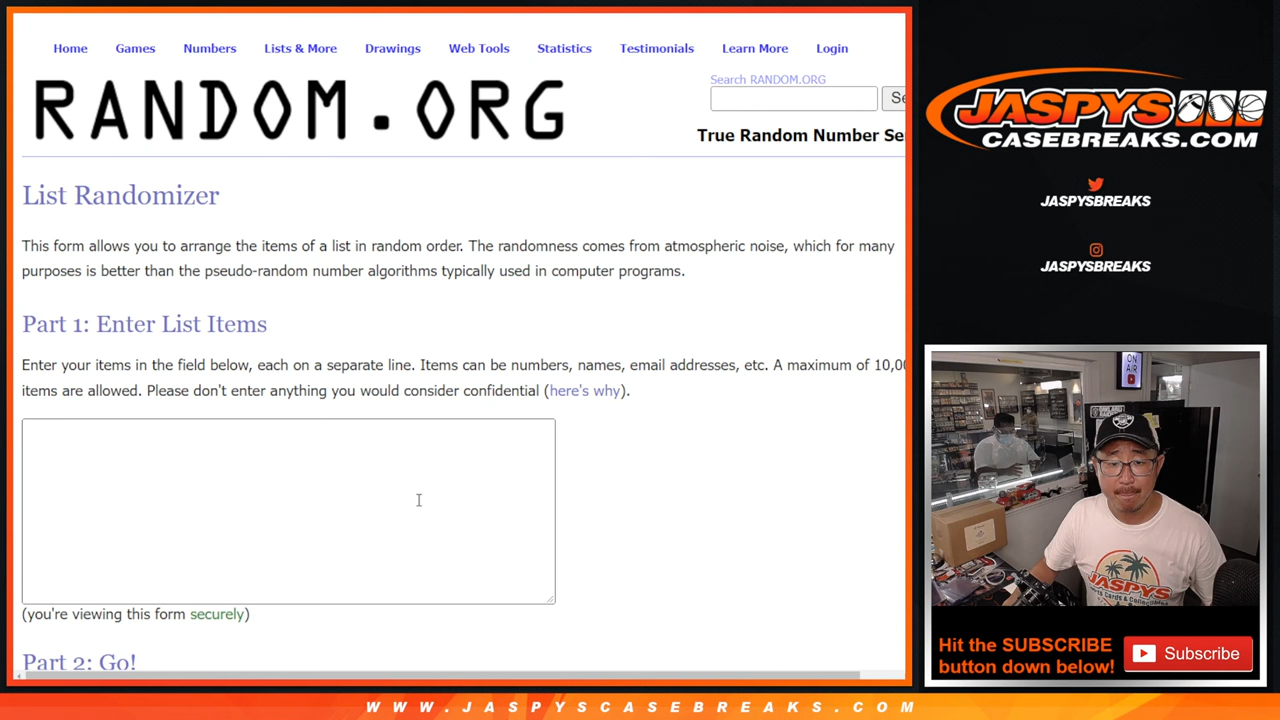 Home Games Numbers Lists & More Drawings Web Tools Statistics Testimonials Learn More Login
RANDOM.ORG
Search RANDOM.ORG
True Random Number Se
List Randomizer
This form allows you to arrange the items of a list in random order. The randomness comes from atmospheric noise, which for many
purposes is better than the pseudo-random number algorithms typically used in computer programs.
Part 1: Enter List Items
Enter your items in the field below, each on a separate line. Items can be numbers, names, email addresses, etc. A maximum of 10,00
items are allowed. Please don't enter anything you would consider confidential (here's why).
(you're viewing this form securely)
Part 2: Go!
JASPYS
CASEBREAKS.COM
JASPYSBREAKS
JASPYSBREAKS
ON
AIR
JASPYS
Hit the SUBSCRIBE
button down below!
Subscribe
WWW.JASPYSCASEBREAKS.COM